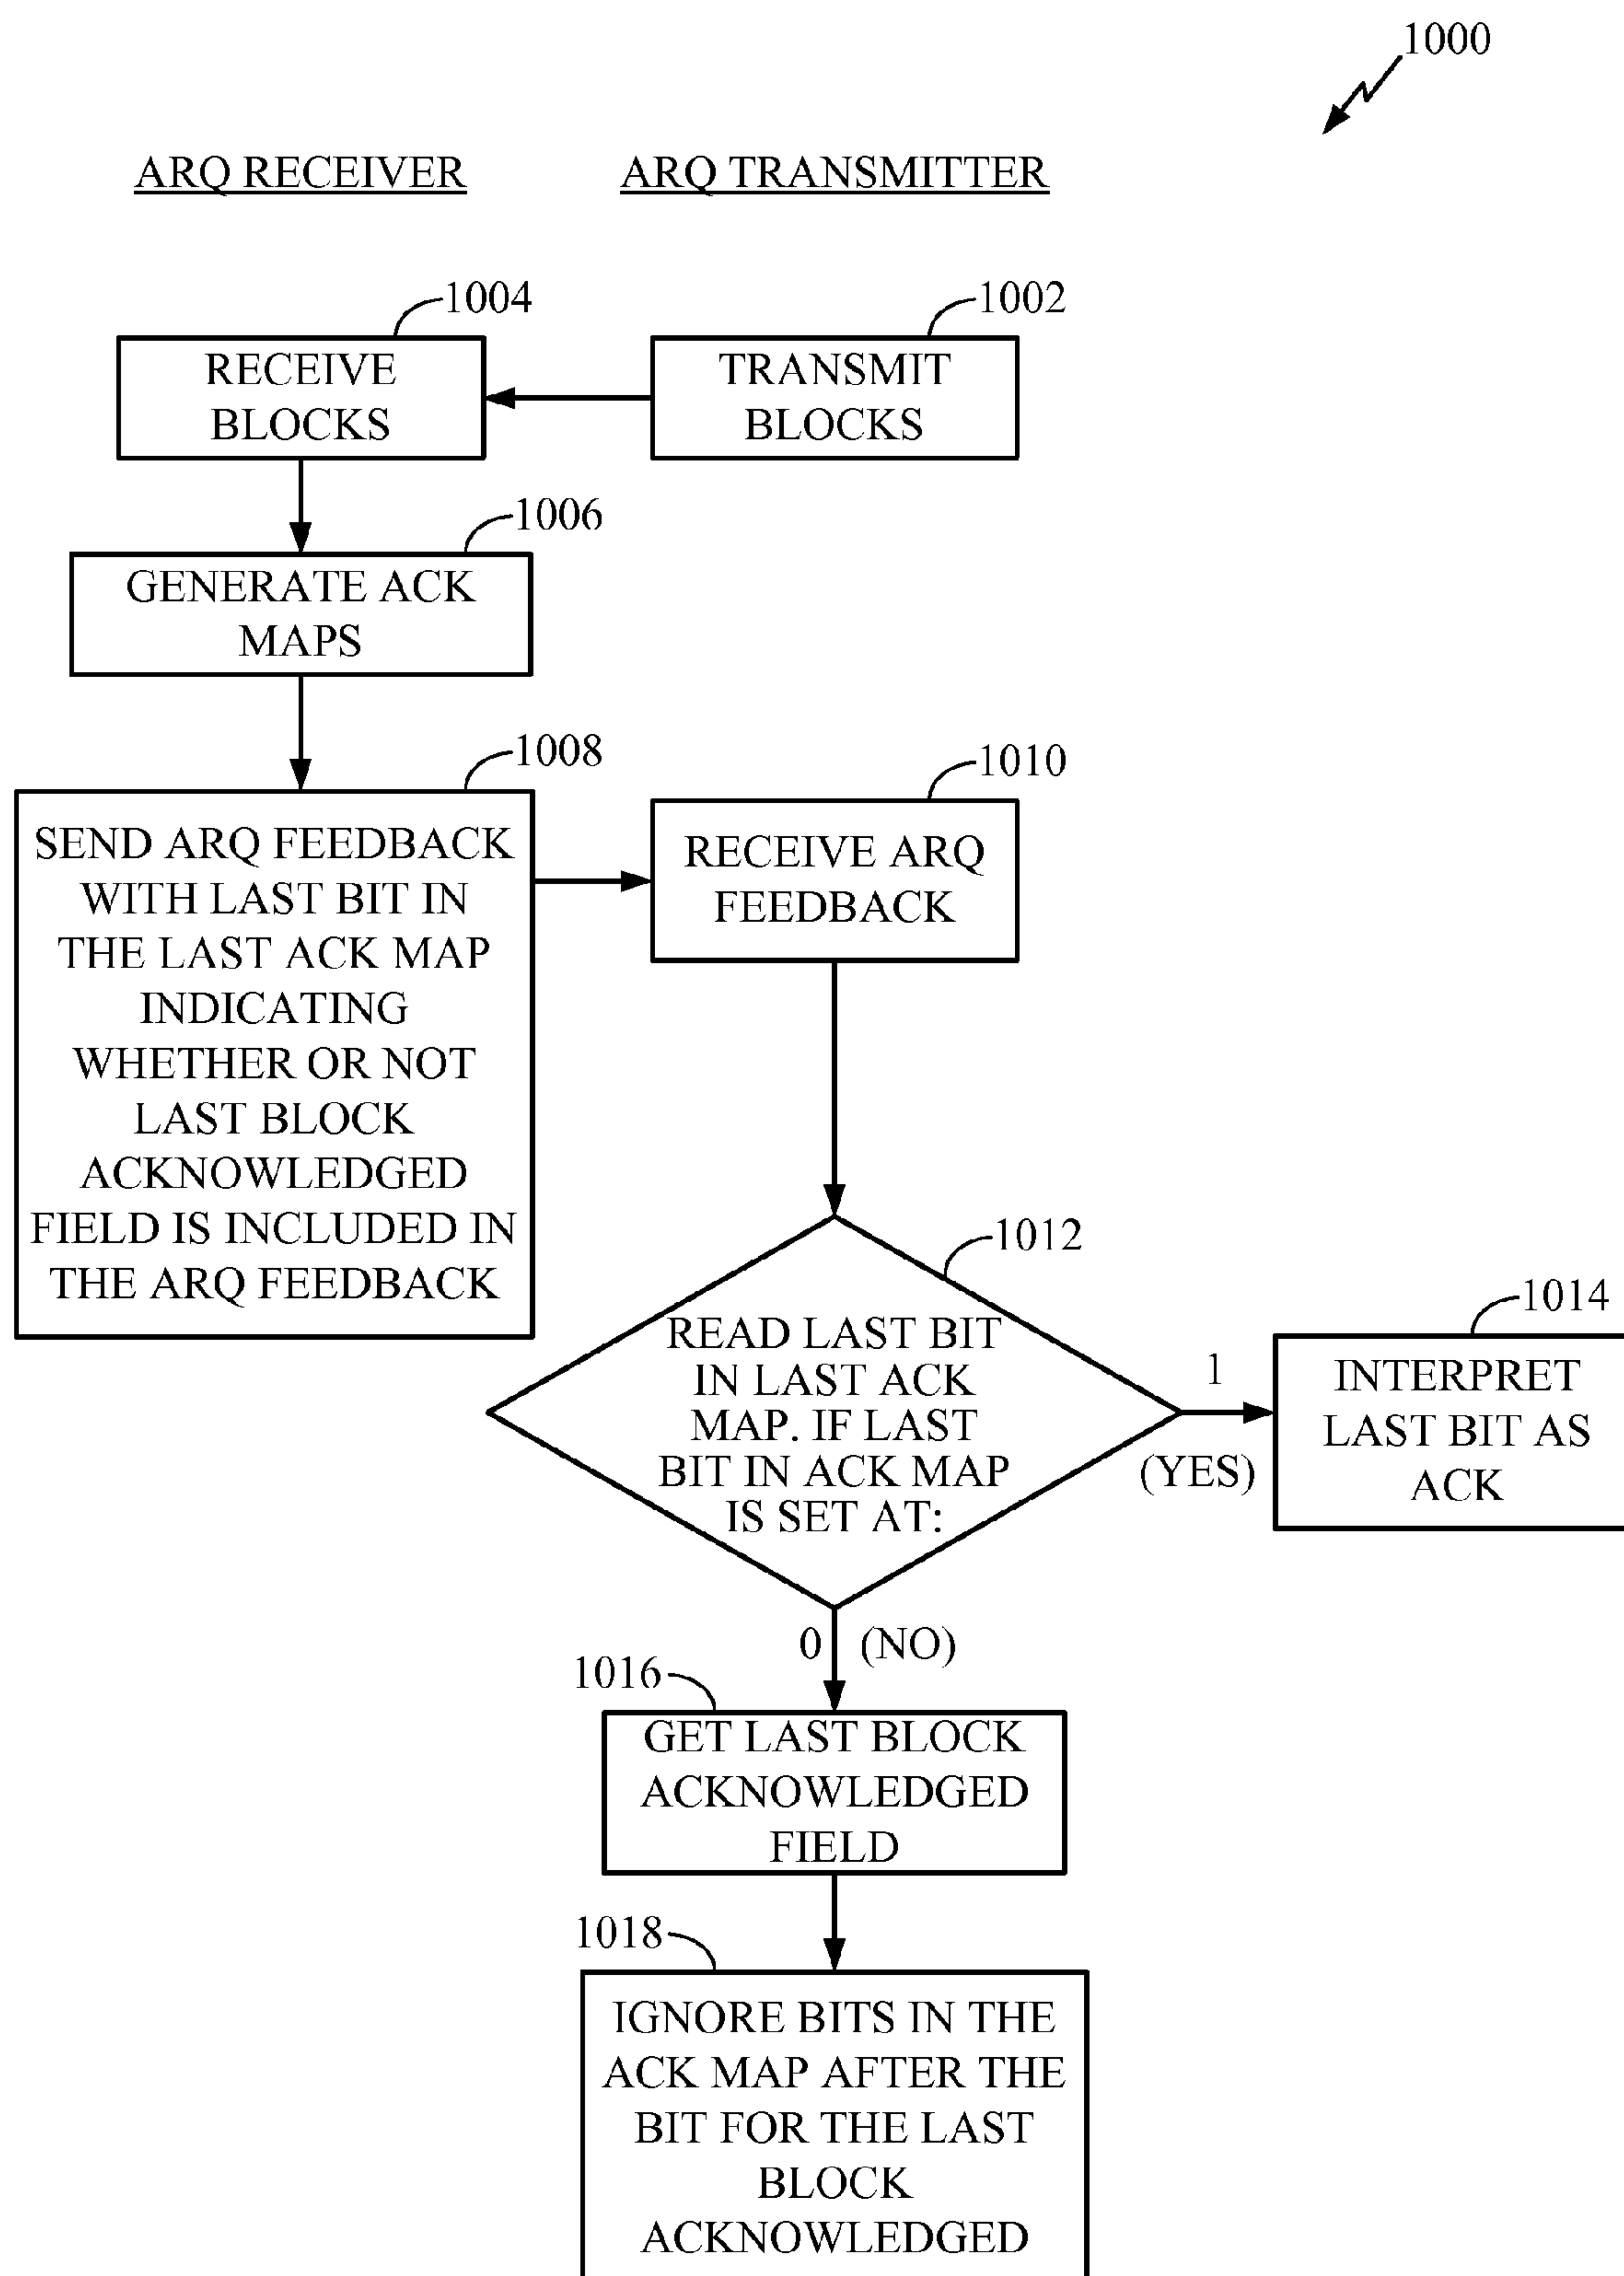 1000
ARQ RECEIVER
ARQ TRANSMITTER
1004
RECEIVE
BLOCKS
1002
TRANSMIT
BLOCKS
1006
GENERATE ACK
MAPS
1008
SEND ARQ FEEDBACK
WITH LAST BIT IN
THE LAST ACK MAP
INDICATING
WHETHER OR NOT
LAST BLOCK
ACKNOWLEDGED
FIELD IS INCLUDED IN
THE ARQ FEEDBACK
1010
RECEIVE ARQ
FEEDBACK
1012
READ LAST BIT
IN LAST ACK
MAP. IF LAST
BIT IN ACK MAP
IS SET AT:
1
(YES)
1014
INTERPRET
LAST BIT AS
ACK
0 (NO)
1016
GET LAST BLOCK
ACKNOWLEDGED
FIELD
1018
IGNORE BITS IN THE
ACK MAP AFTER THE
BIT FOR THE LAST
BLOCK
ACKNOWLEDGED